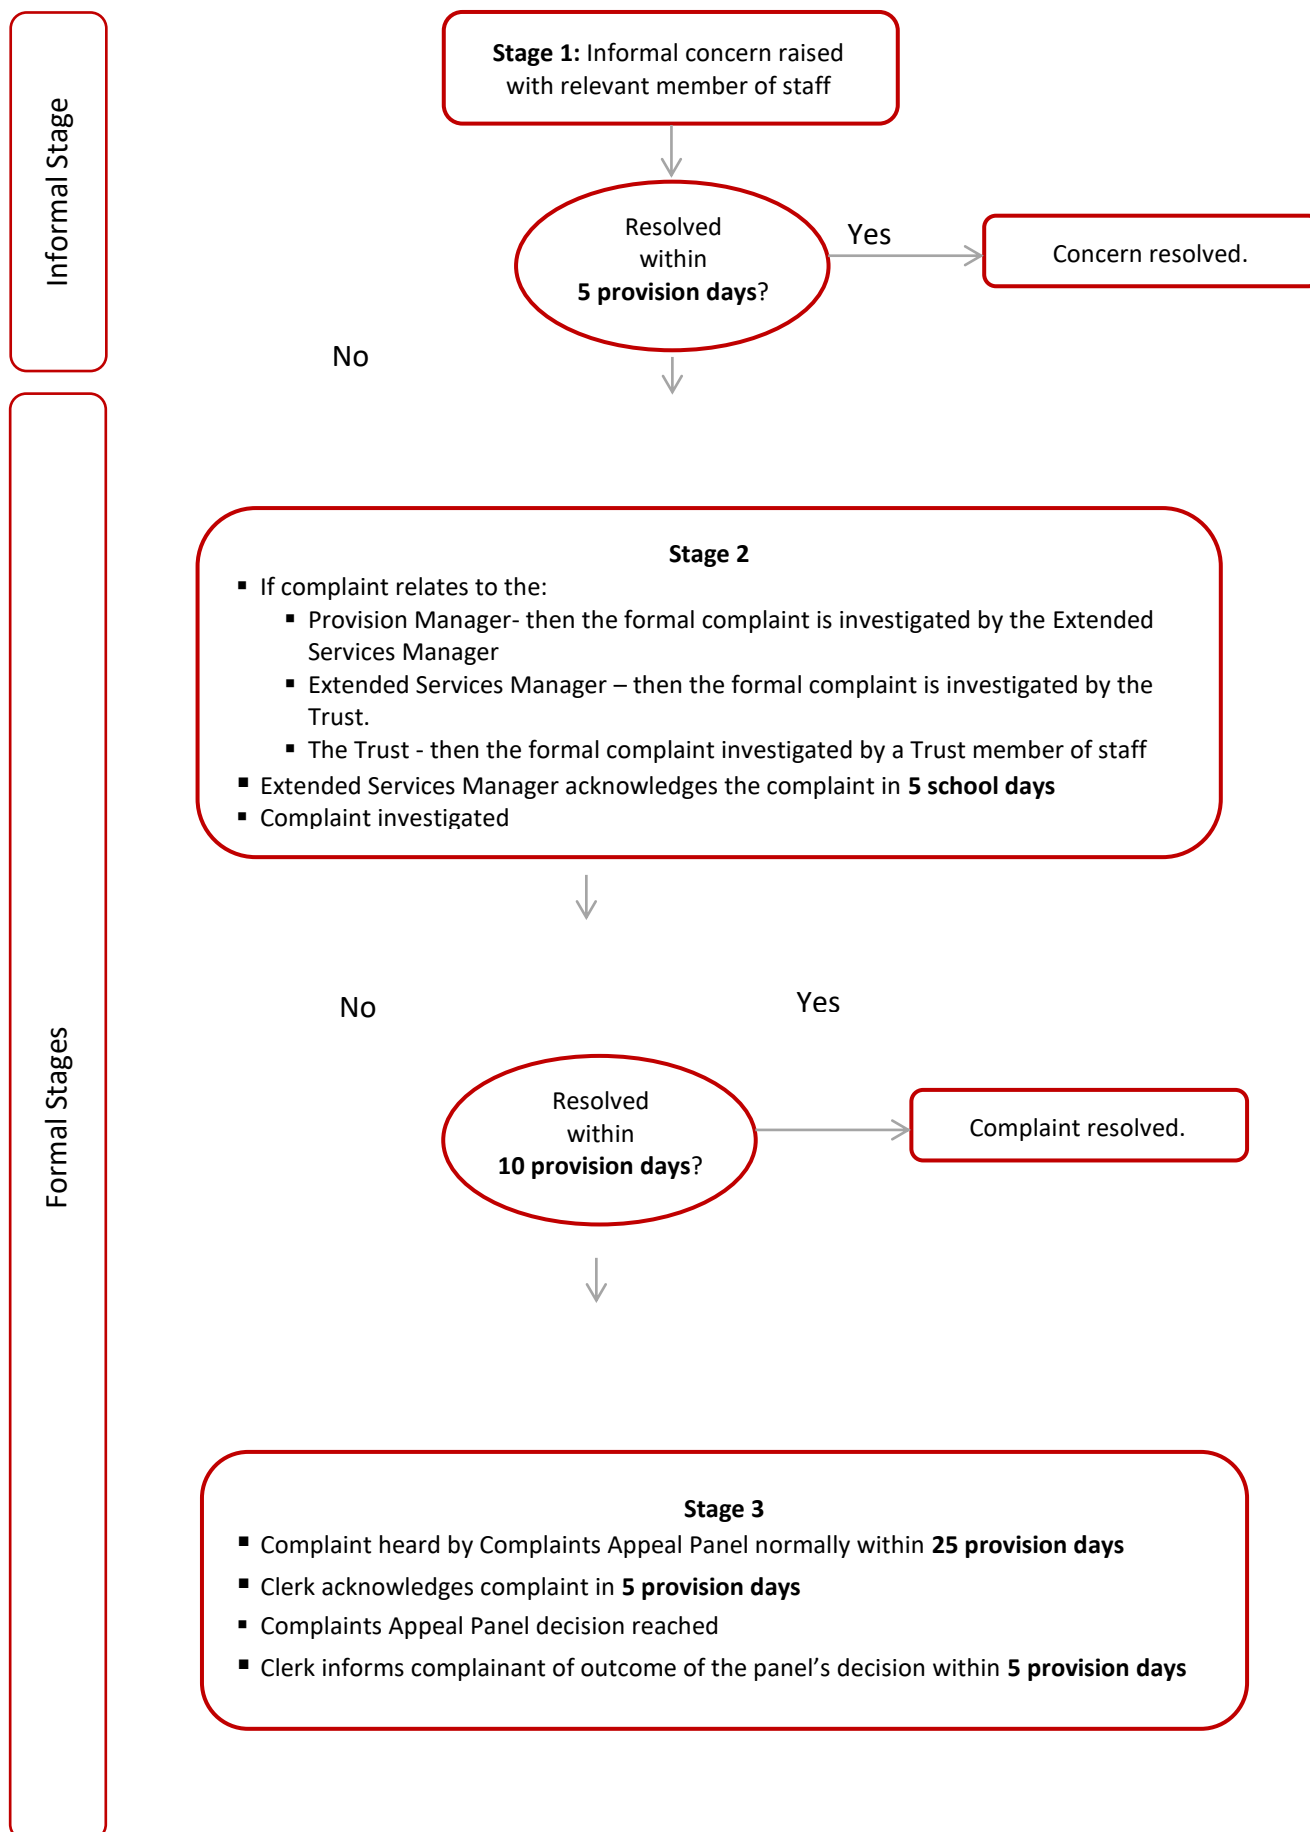 Informal Stage
Stage 1: Informal concern raised
with relevant member of staff
Resolved
within
5 provision days?
Yes
Concern resolved.
No
Formal Stages
Stage 2
▪ If complaint relates to the:
▪ Provision Manager- then the formal complaint is investigated by the Extended
Services Manager
▪ Extended Services Manager – then the formal complaint is investigated by the
Trust.
▪ The Trust - then the formal complaint investigated by a Trust member of staff
▪ Extended Services Manager acknowledges the complaint in 5 school days
▪ Complaint investigated
No
Yes
Resolved
within
10 provision days?
Complaint resolved.
Stage 3
▪ Complaint heard by Complaints Appeal Panel normally within 25 provision days
▪ Clerk acknowledges complaint in 5 provision days
▪ Complaints Appeal Panel decision reached
▪ Clerk informs complainant of outcome of the panel’s decision within 5 provision days